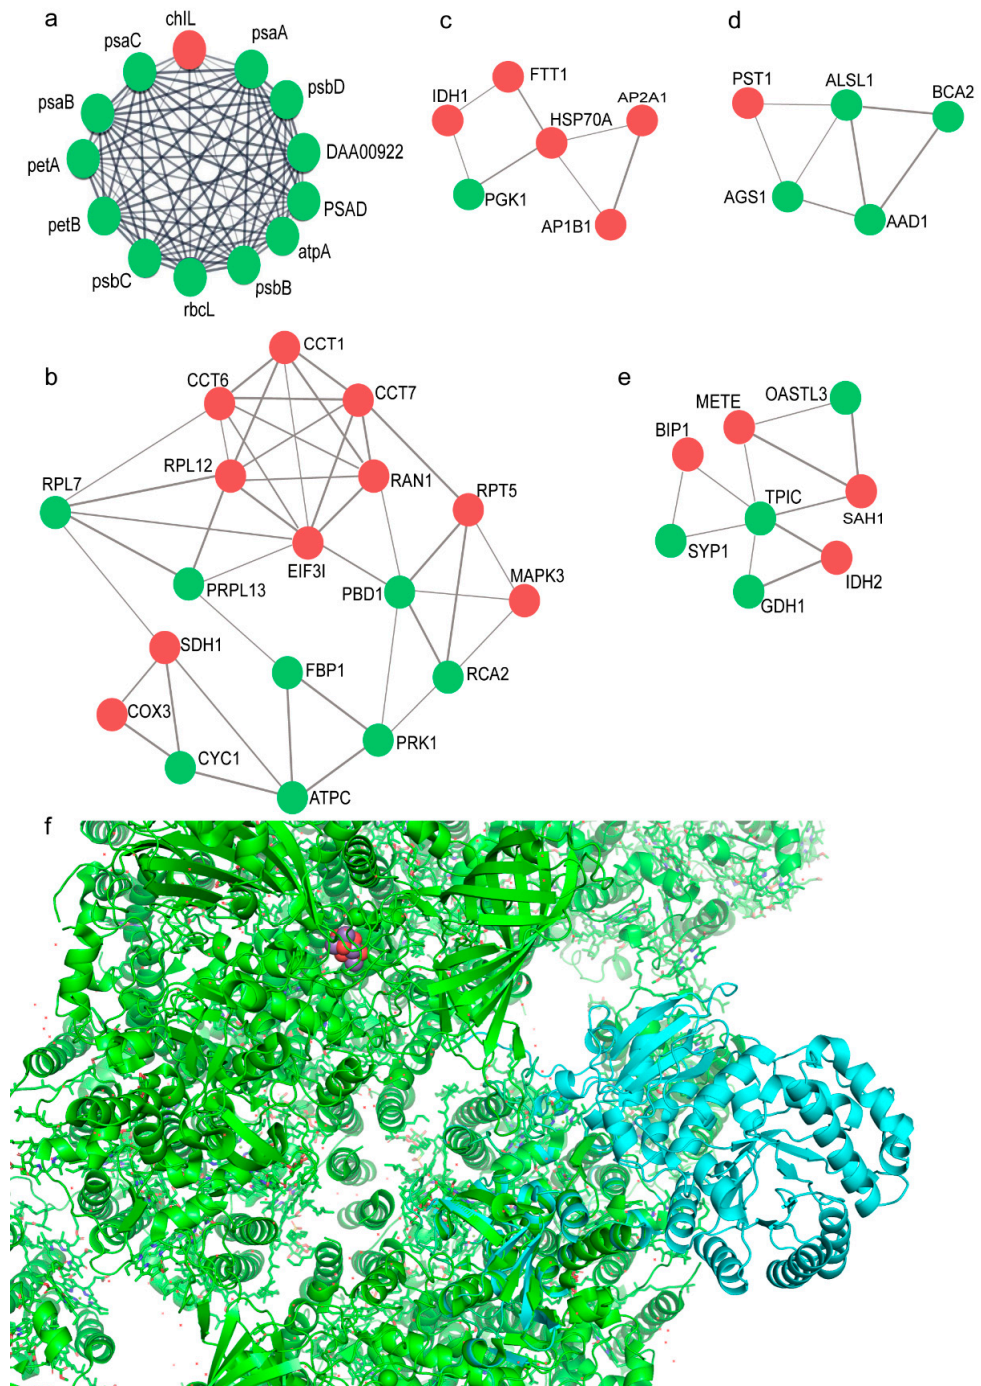 a
chlL
psaC
psaA
psaB
psbD
petA
DAA00922
petB
PSAD
psbC
atpA
rbcL
psbB
c
FTT1
IDH1
AP2A1
HSP70A
PGK1
AP1B1
d
PST1
ALSL1
BCA2
AGS1
AAD1
b
CCT1
CCT6
CCT7
RPL12
RAN1
RPL7
RPT5
EIF3I
MAPK3
PRPL13
PBD1
SDH1
FBP1
RCA2
COX3
CYC1
PRK1
ATPC
e
OASTL3
METE
BIP1
TPIC
SAH1
SYP1
IDH2
GDH1
f